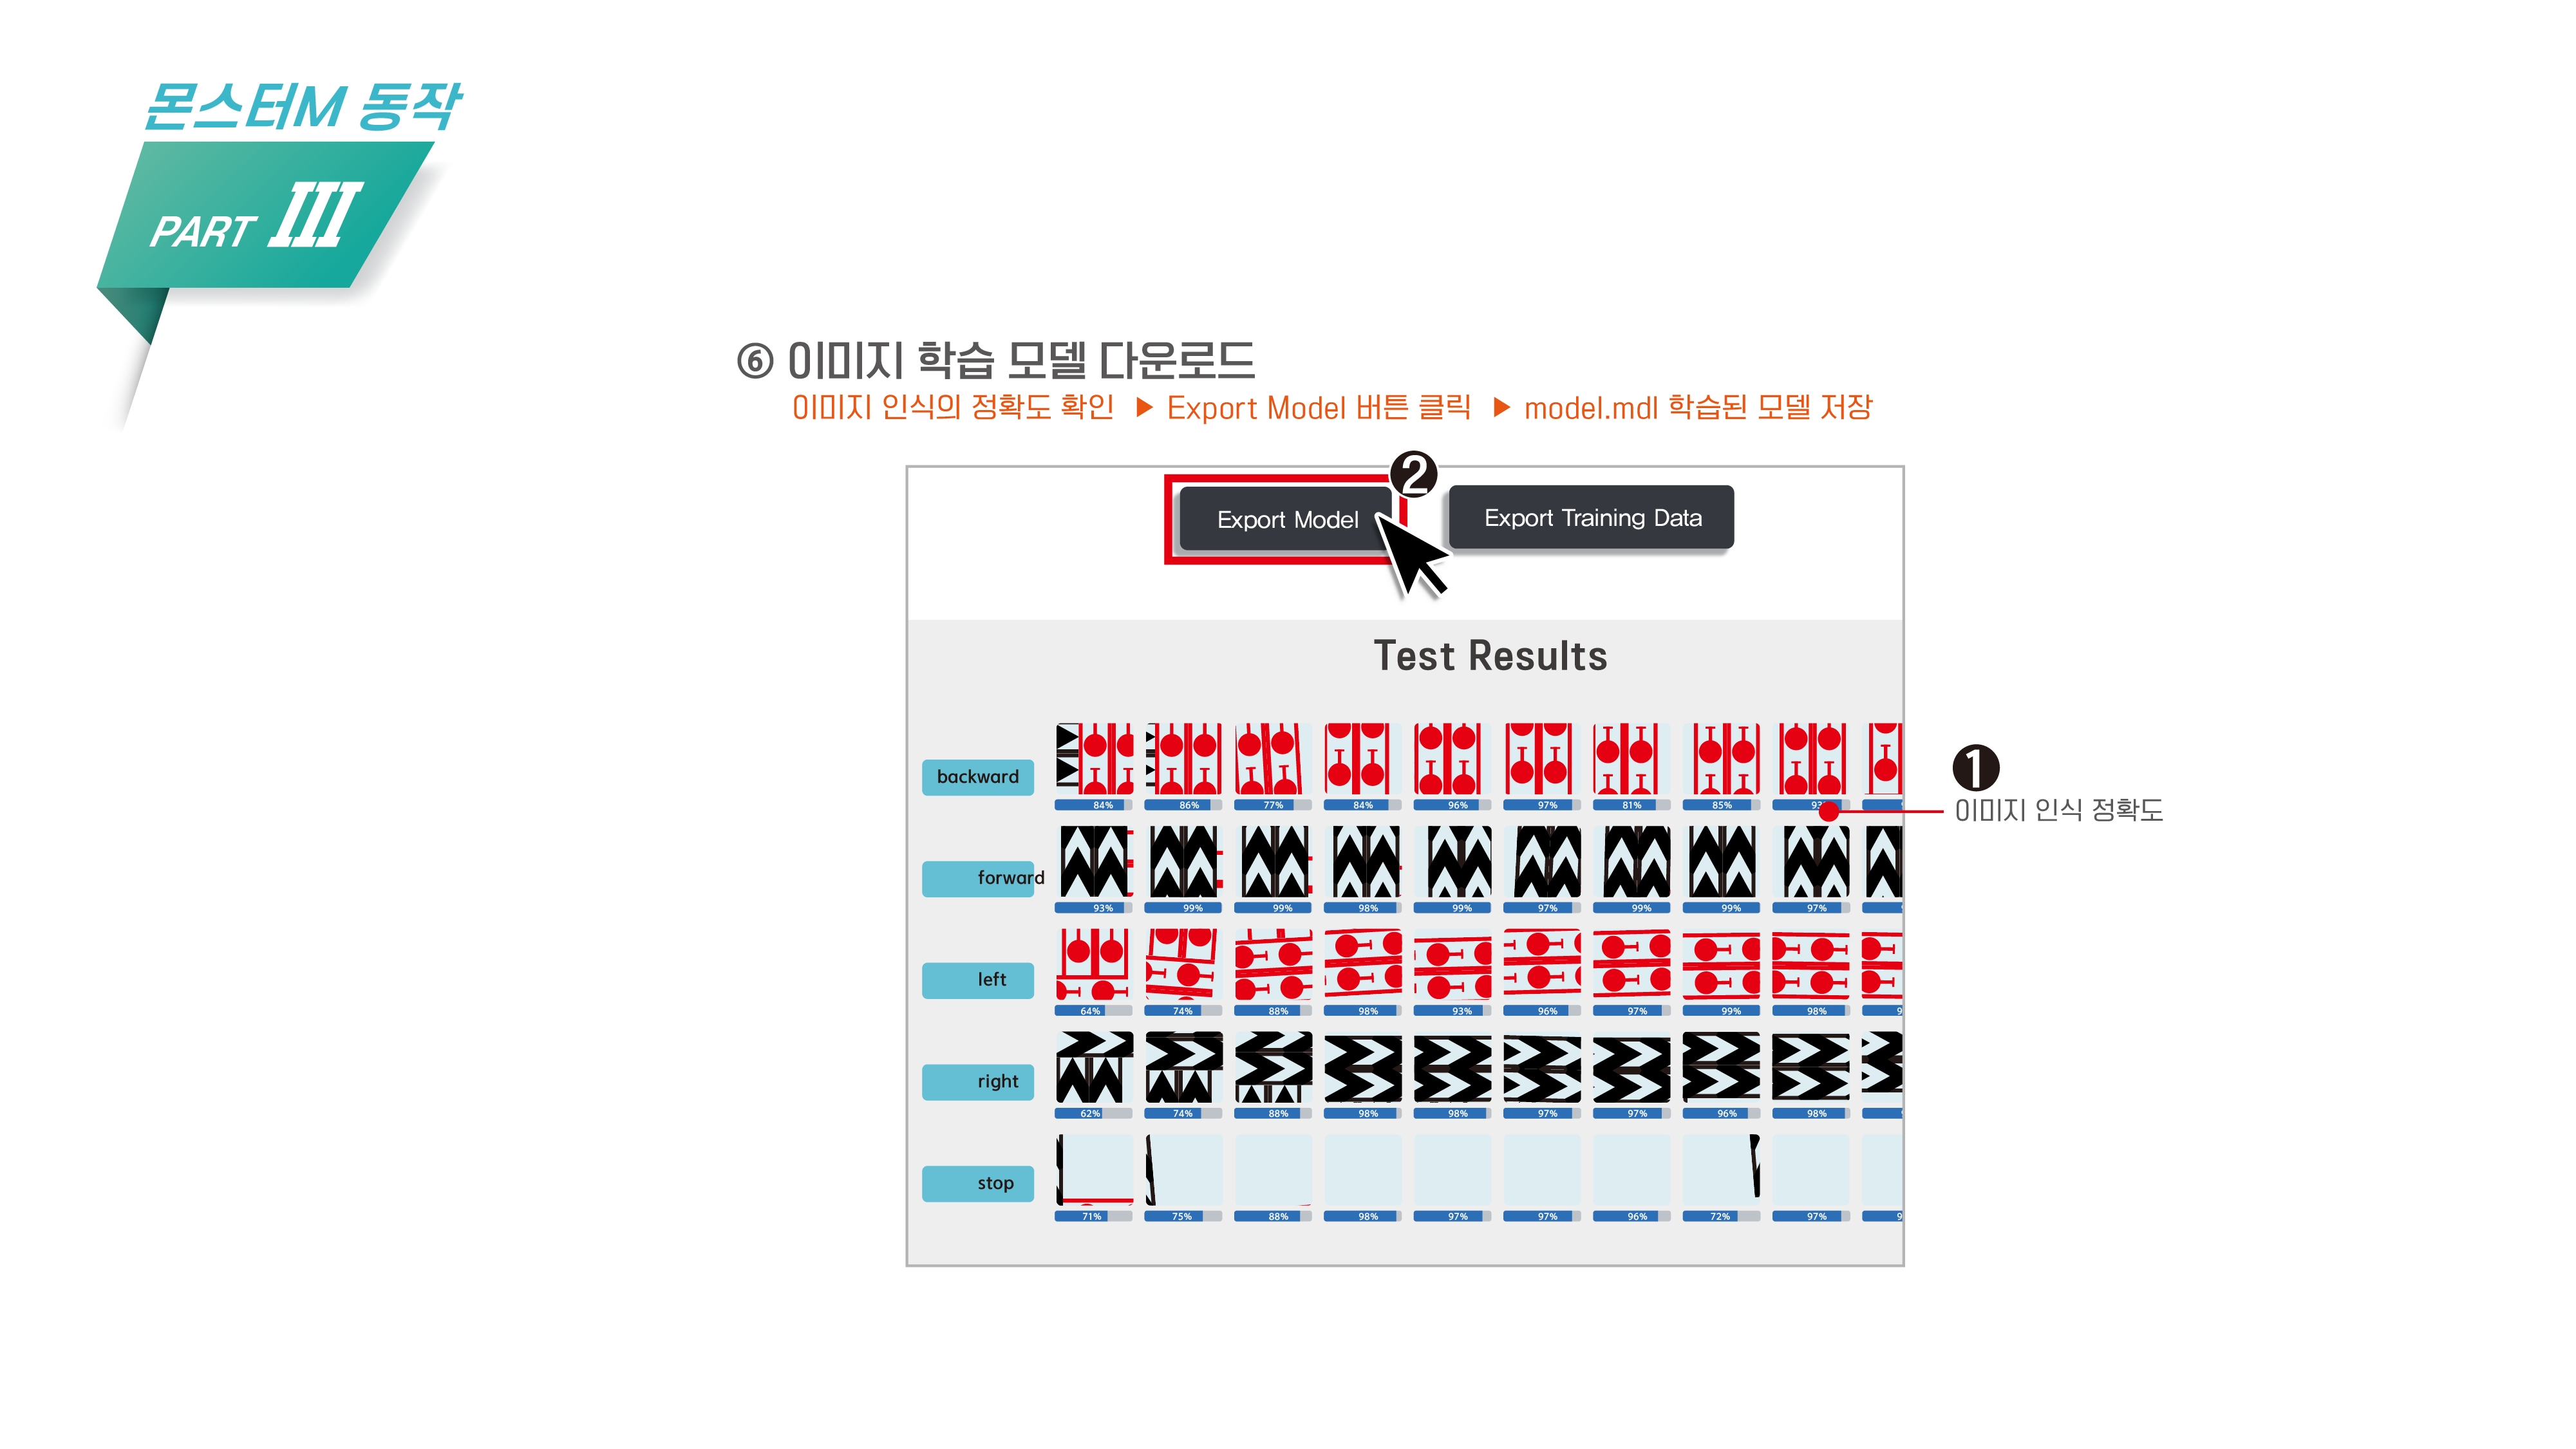 몬스터M 동작
PART III
⑥ 이미지 학습 모델 다운로드
이미지 인식의 정확도 확인 ▶ Export Model 버튼 클릭 ▶ model.mdl 학습된 모델 저장
2
Export Model
Export Training Data
Test Results
backward
84% 86% 77% 84% 96% 97% 81% 85%
1
이미지 인식 정확도
forward
93% 99% 99% 98% 99% 97% 99% 99% 97%
left
64% 74% 88% 98% 93% 96% 97% 99% 98%
right
62% 74% 88% 98% 98% 97% 97% 96% 98%
stop
71% 75% 88% 98% 97% 97% 96% 72% 97%